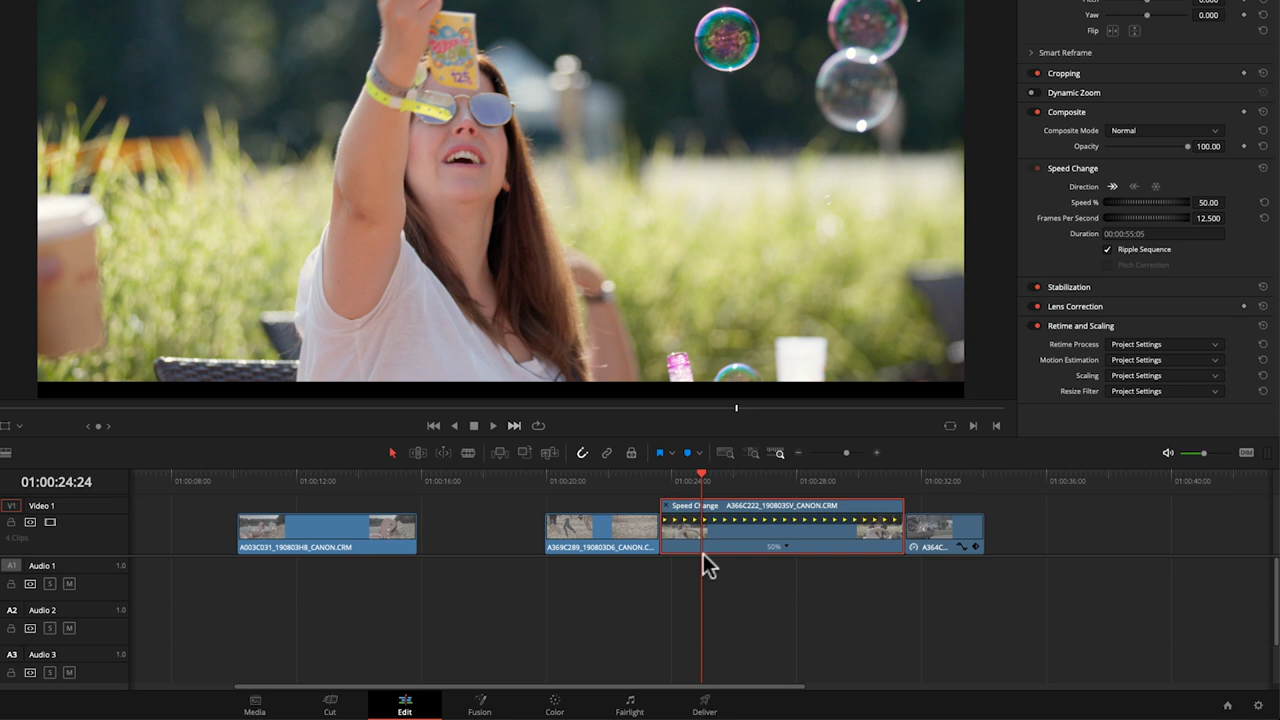 125
Yaw 0.000
Flip
Smart Reframe
Cropping
Dynamic Zoom
Composite
Composite Mode Normal
Opacity 100.00
Speed Change
Direction
Speed % 50.00
Frames Per Second 12.500
Duration 00:00:55:05
Ripple Sequence
Pitch Correction
Stabilization
Lens Correction
Retime and Scaling
Retime Process Project Settings
Motion Estimation Project Settings
Scaling Project Settings
Resize Filter Project Settings
DIM
01:00:24:24
01:00:08:00 01:00:12:00 01:00:16:00 01:00:20:00 01:00:24:00 01:00:28:00 01:00:32:00 01:00:36:00 01:00:40:00
V1 Video 1
4 Clips
Speed Change A366C222_190803SV_CANON.CRM
A003C031_190803H8_CANON.CRM A369C289_190803D6_CANON.C... 50% A364C...
A1 Audio 1 1.0
S M
A2 Audio 2 1.0
S M
A3 Audio 3 1.0
S M
Media Cut Edit Fusion Color Fairlight Deliver